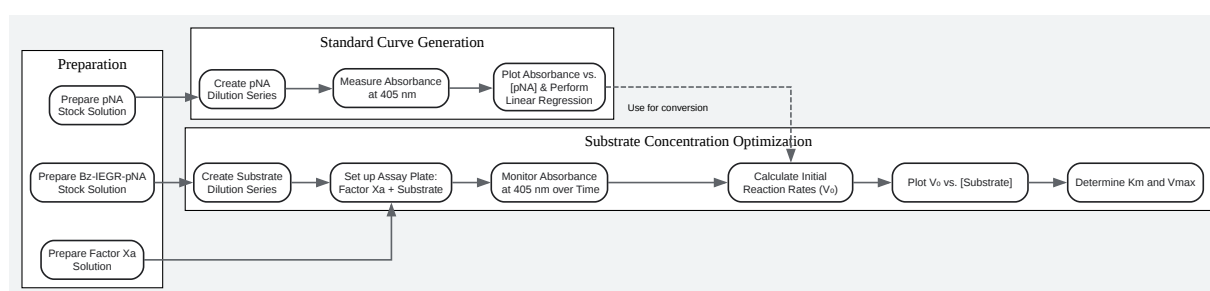 Preparation
Prepare pNA
Stock Solution
Prepare Bz-IEGR-pNA
Stock Solution
Prepare Factor Xa
Solution
Standard Curve Generation
Create pNA
Dilution Series
Measure Absorbance
at 405 nm
Plot Absorbance vs.
[pNA] & Perform
Linear Regression
Use for conversion
Substrate Concentration Optimization
Create Substrate
Dilution Series
Set up Assay Plate:
Factor Xa + Substrate
Monitor Absorbance
at 405 nm over Time
Calculate Initial
Reaction Rates (V₀)
Plot V₀ vs. [Substrate]
Determine Km and Vmax